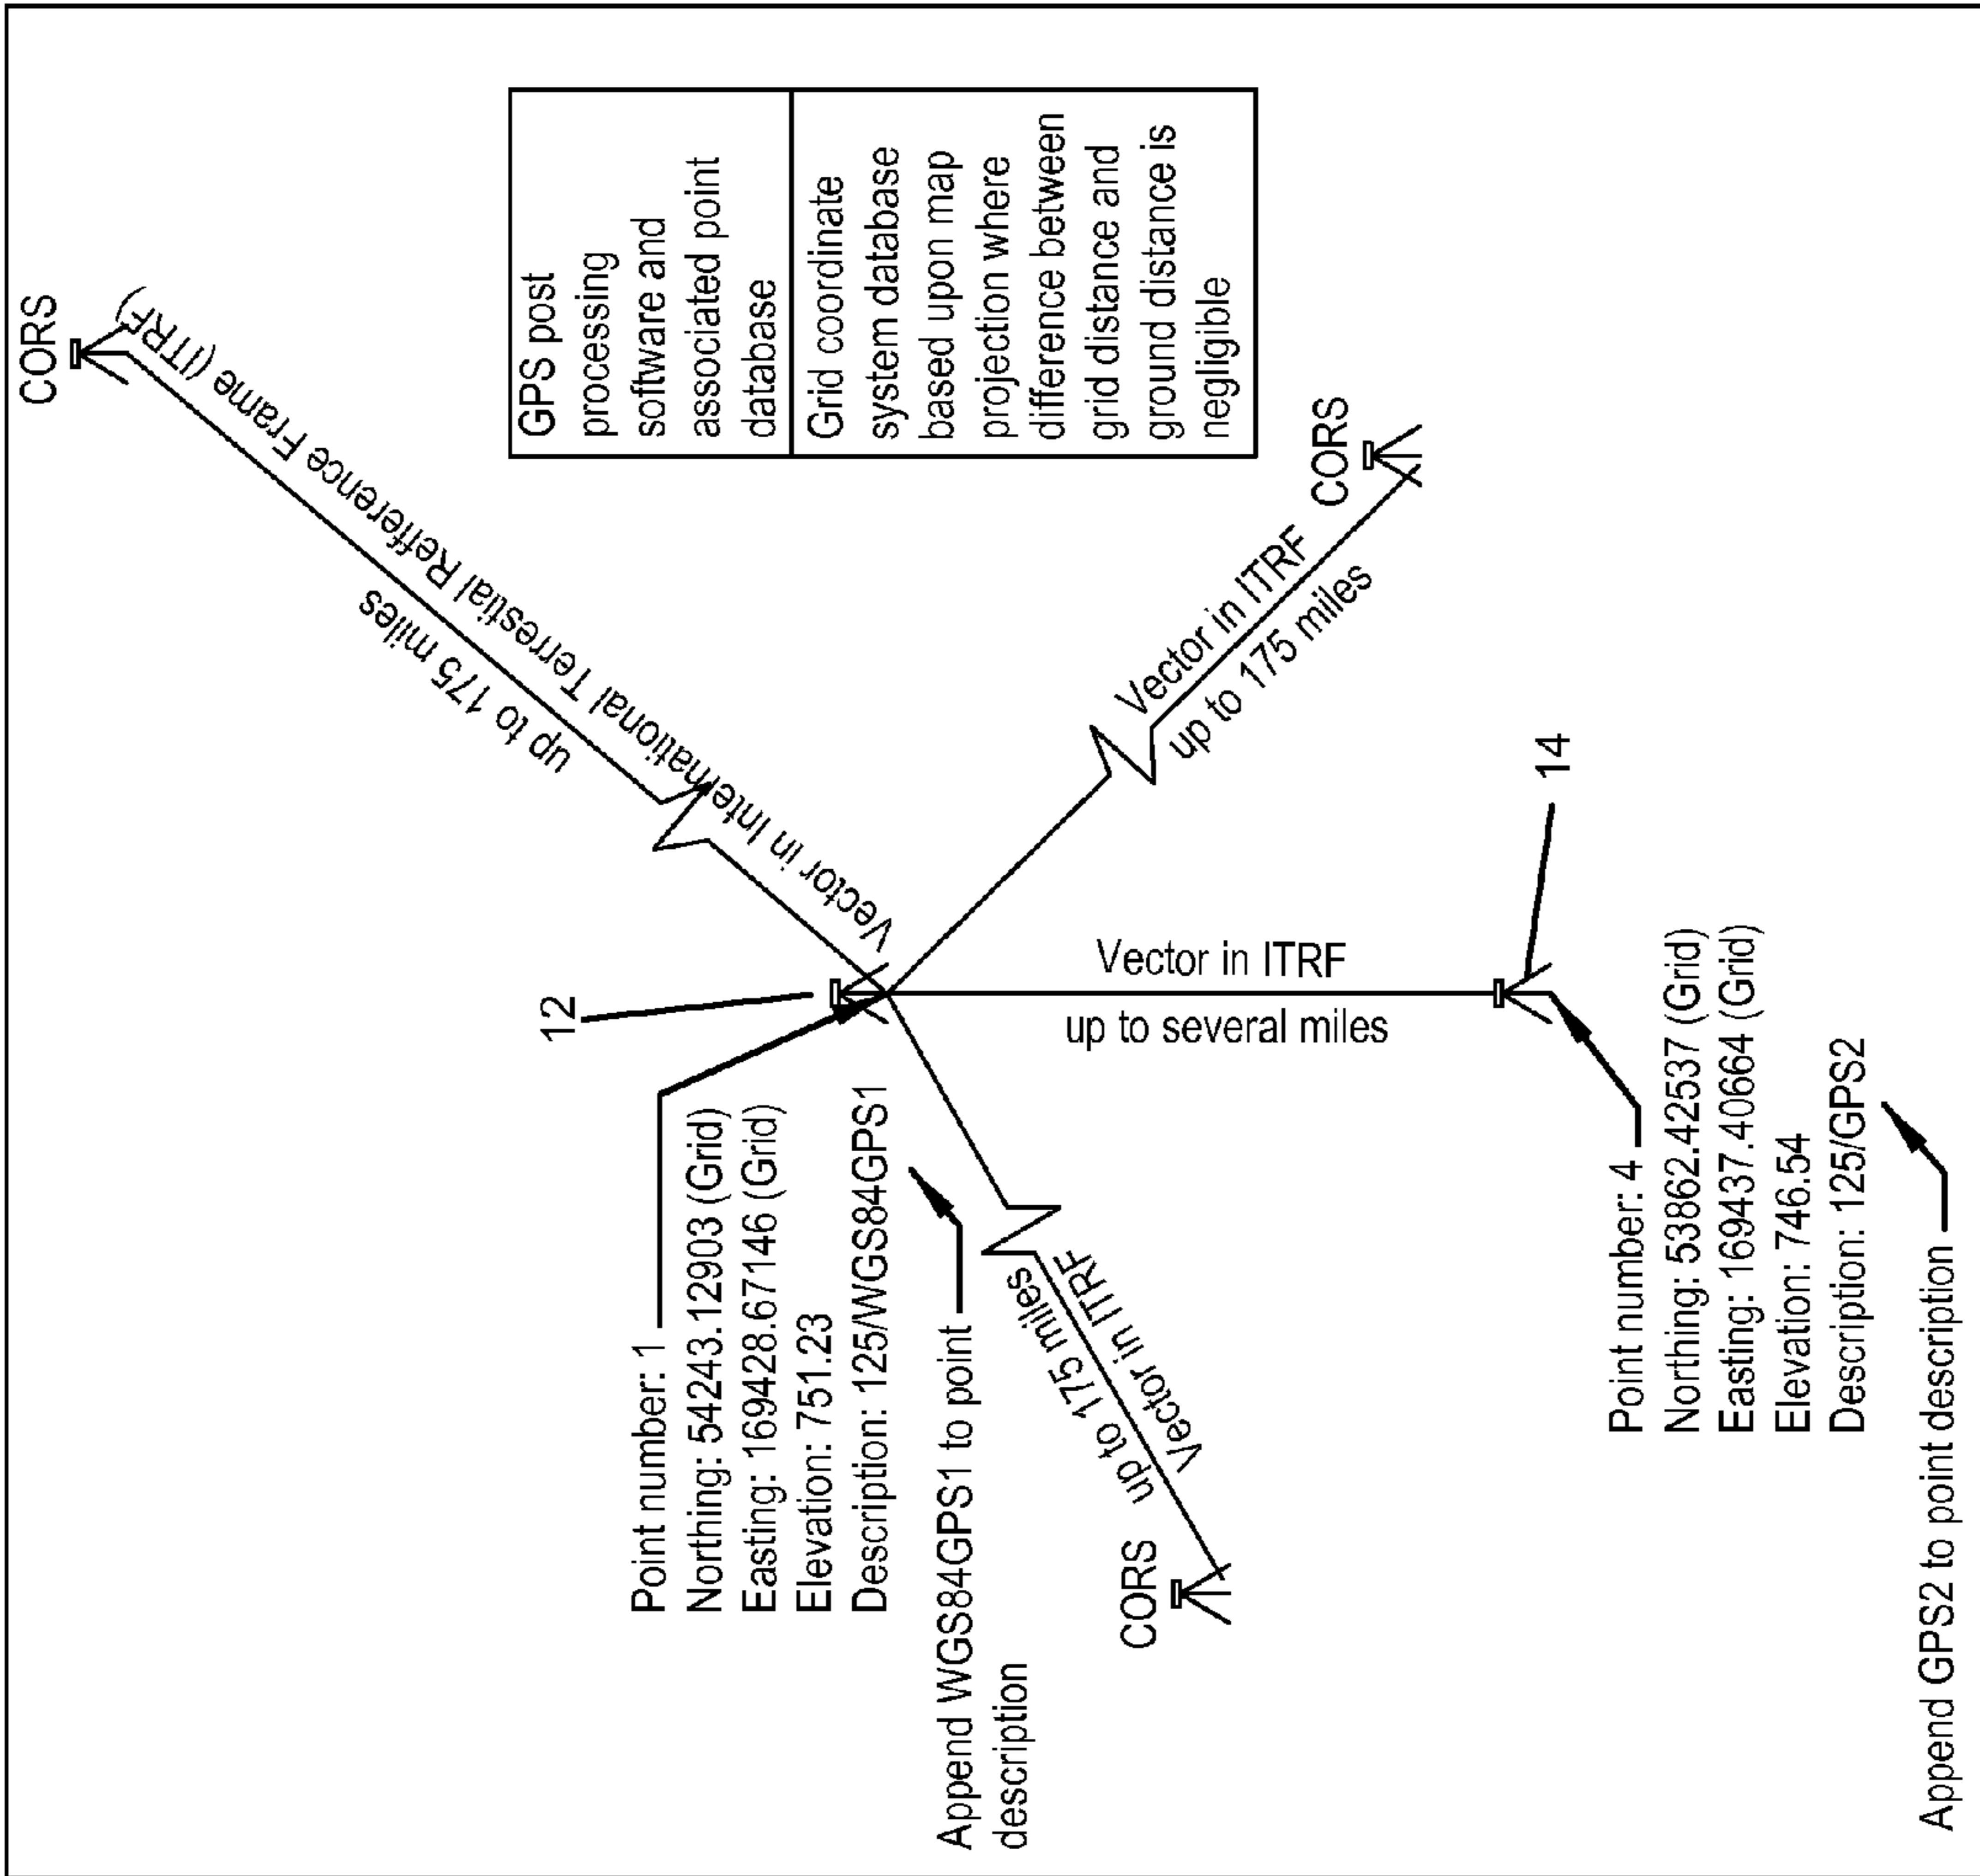 CORS
Vector in International Terrestial Refference Frame (ITRF)
up to 175 miles
GPS post
processing
software and
associated point
database
Grid coordinate
system database
based upon map
projection where
difference between
grid distance and
ground distance is
negligible
CORS
Vector in ITRF
up to 175 miles
12
Point number: 1
Northing: 54243.12903 (Grid)
Easting: 169428.67146 (Grid)
Elevation: 751.23
Description: 125/WGS84GPS1
Append WGS84GPS1 to point
description
Vector in ITRF
up to several miles
14
CORS
up to 175 miles
Vector in ITRF
Point number: 4
Northing: 53862.42537 (Grid)
Easting: 169437.40664 (Grid)
Elevation: 746.54
Description: 125/GPS2
Append GPS2 to point description